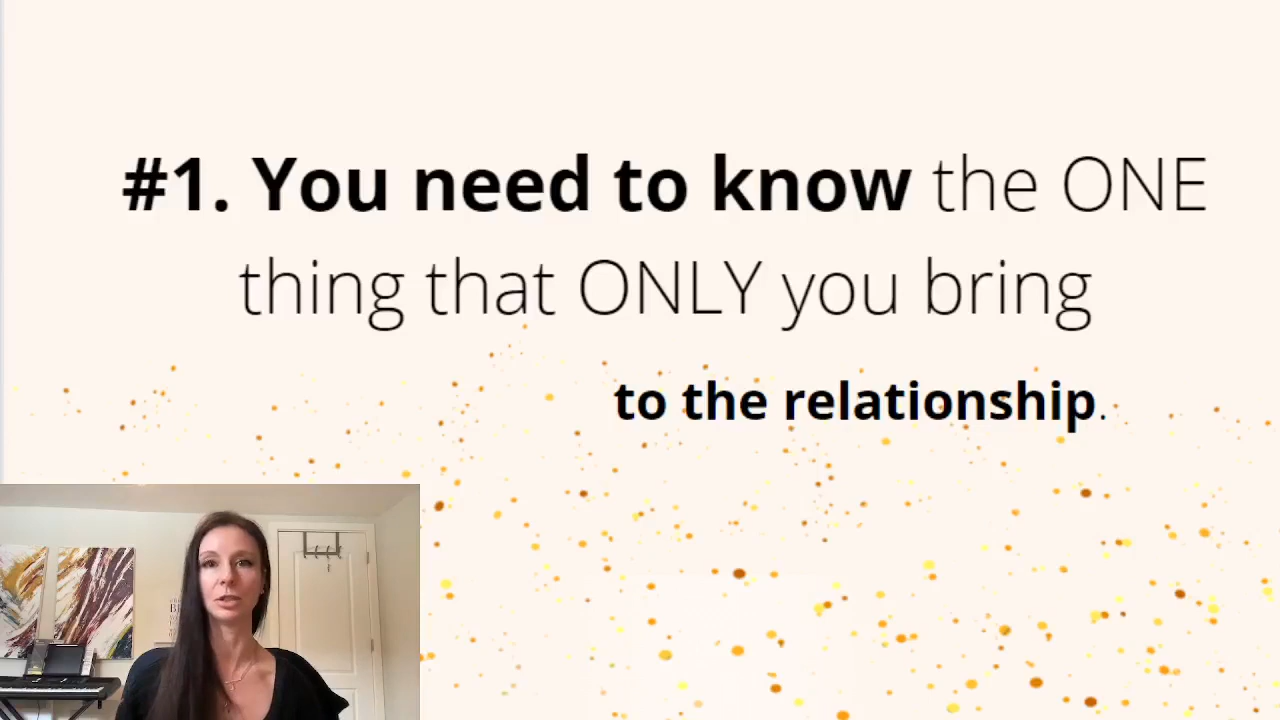 #1. You need to know the ONE
thing that ONLY you bring
to the relationship.